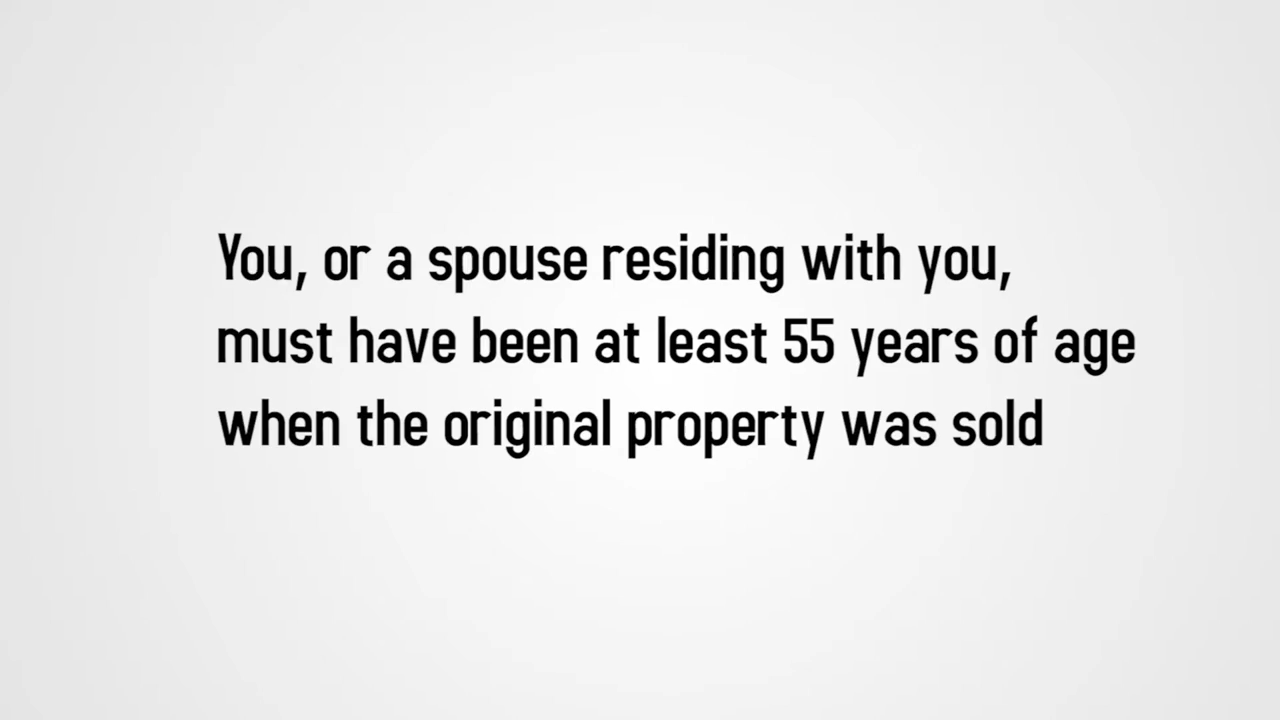 You, or a spouse residing with you,
must have been at least 55 years of age
when the original property was sold